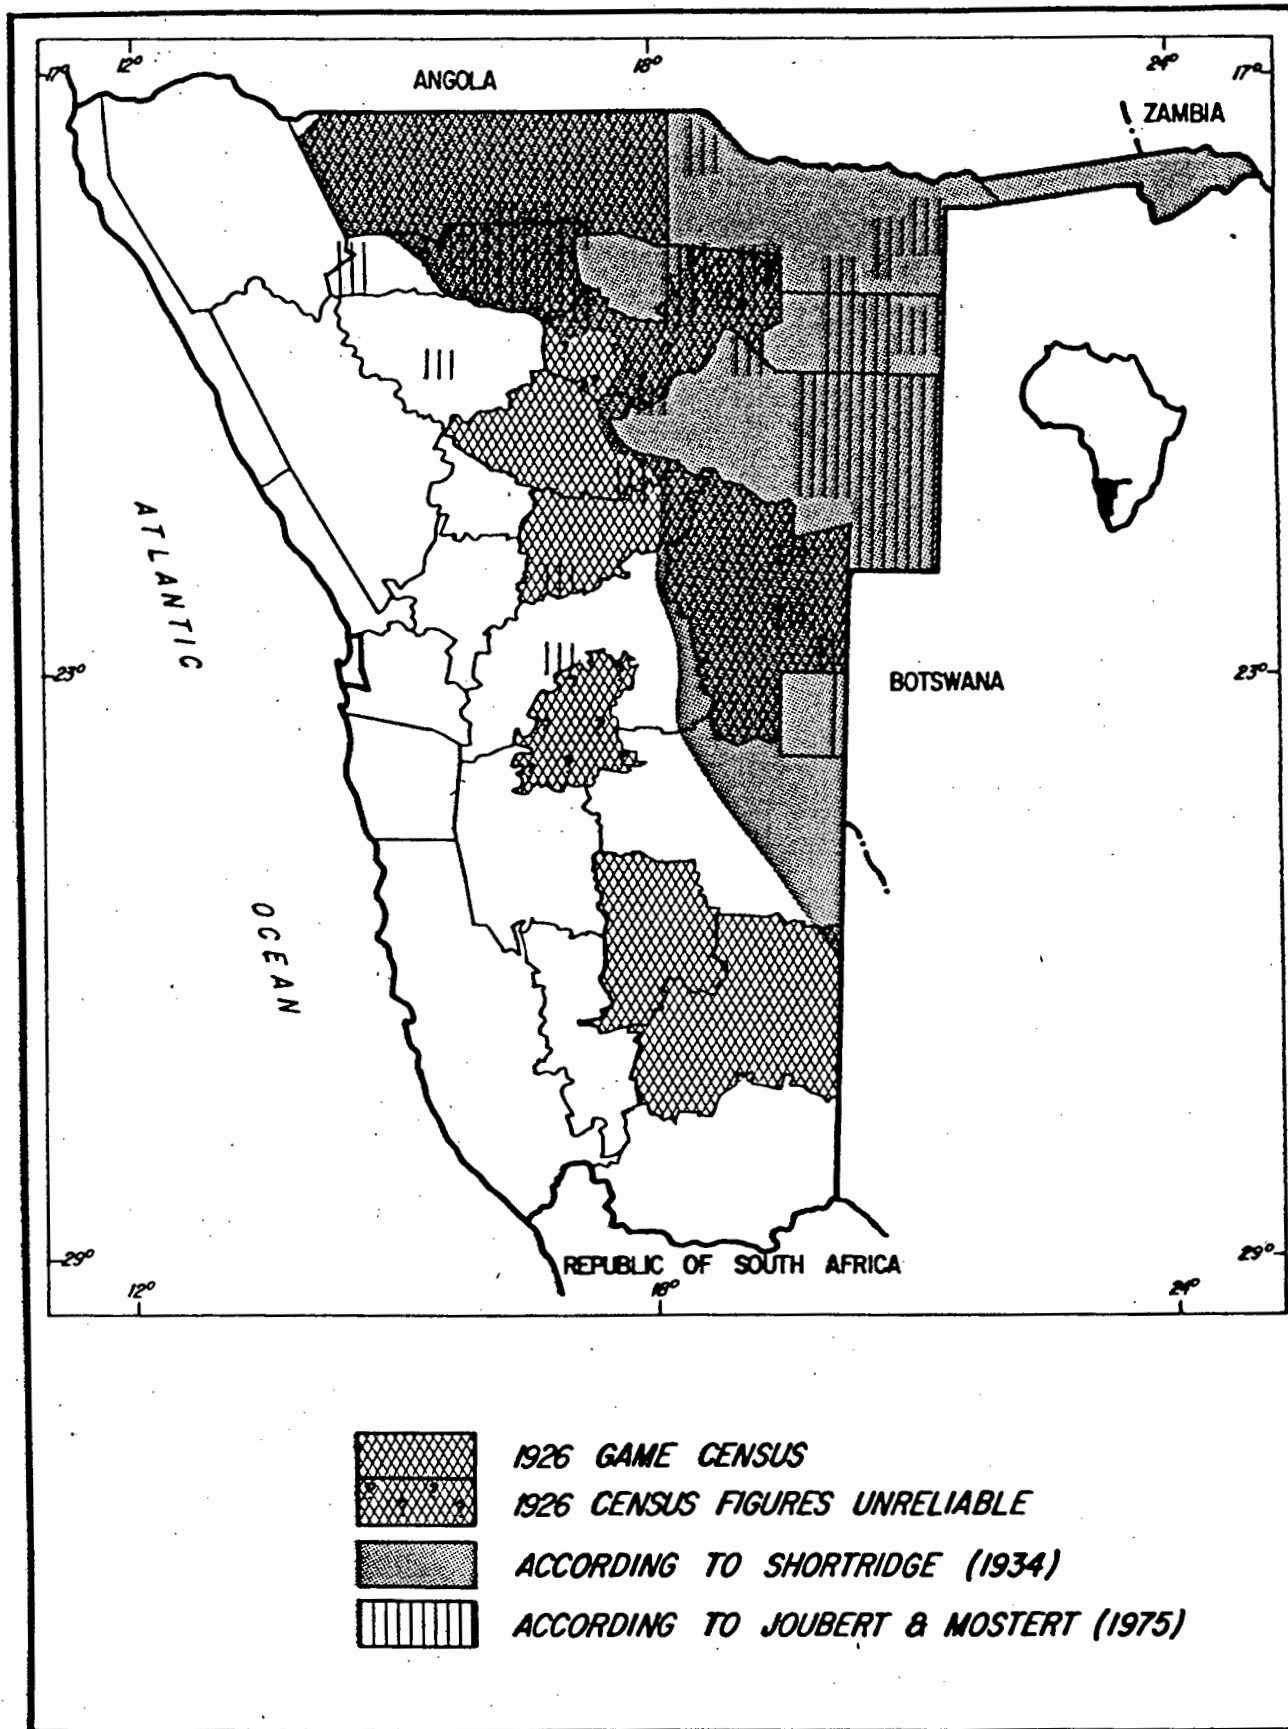 12° 18° 24°
17° 17°
ANGOLA
ZAMBIA
ATLANTIC
23° BOTSWANA 23°
OCEAN
29° REPUBLIC OF SOUTH AFRICA 29°
12° 18° 24°
1926 GAME CENSUS
1926 CENSUS FIGURES UNRELIABLE
ACCORDING TO SHORTRIDGE (1934)
ACCORDING TO JOUBERT & MOSTERT (1975)